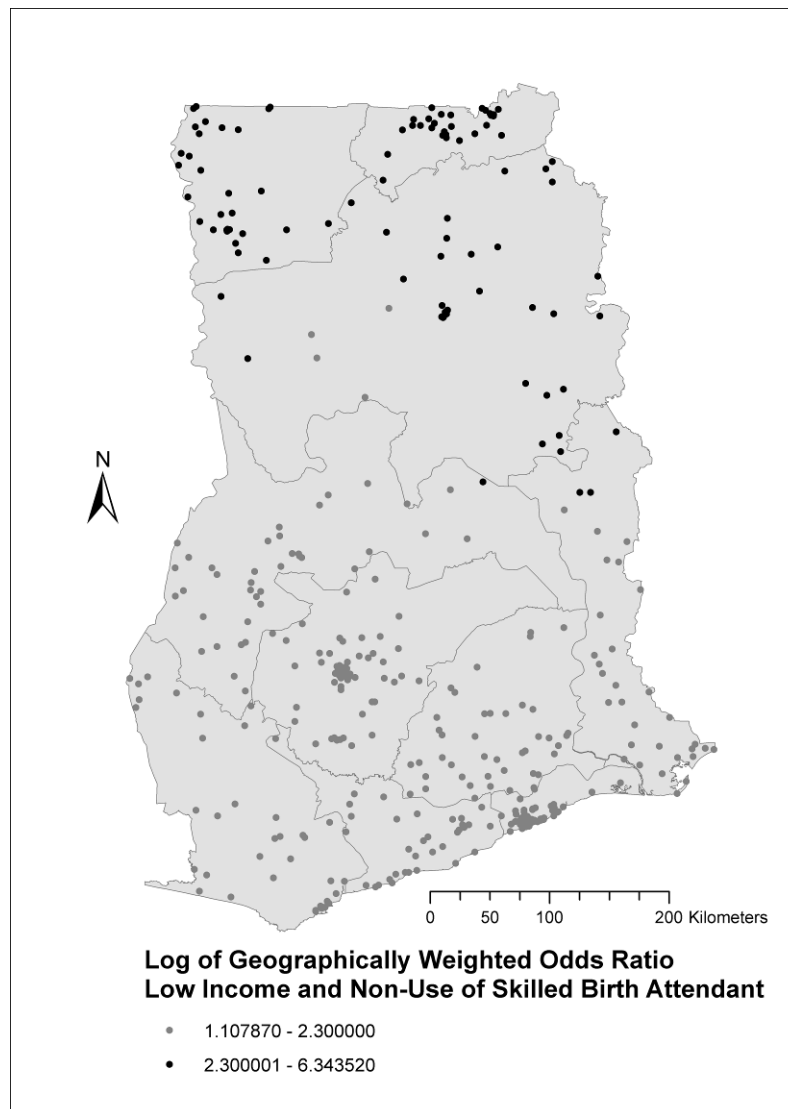 N
0 50 100 200 Kilometers
Log of Geographically Weighted Odds Ratio
Low Income and Non-Use of Skilled Birth Attendant
1.107870 - 2.300000
2.300001 - 6.343520